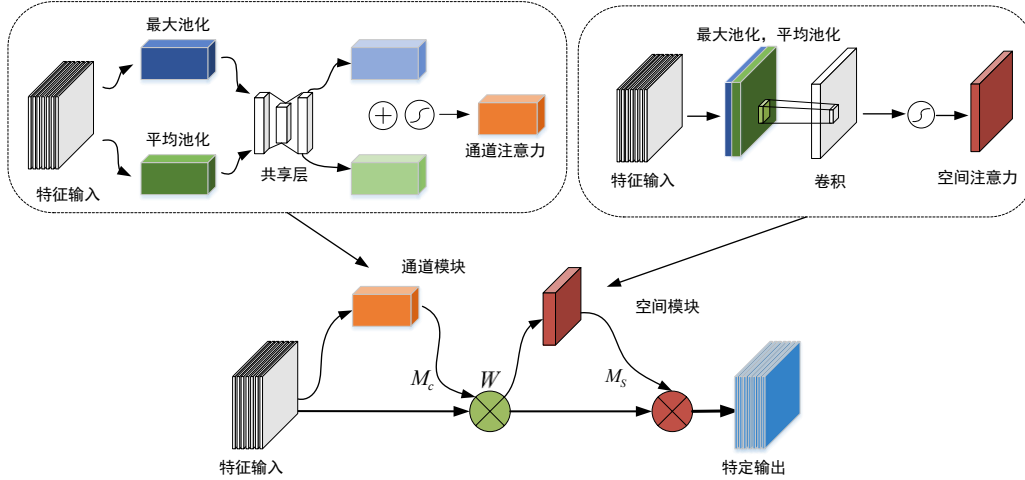 最大池化
平均池化
特征输入
共享层
通道注意力
最大池化，平均池化
特征输入
卷积
空间注意力
通道模块
空间模块
M_c
W
M_s
特征输入
特定输出